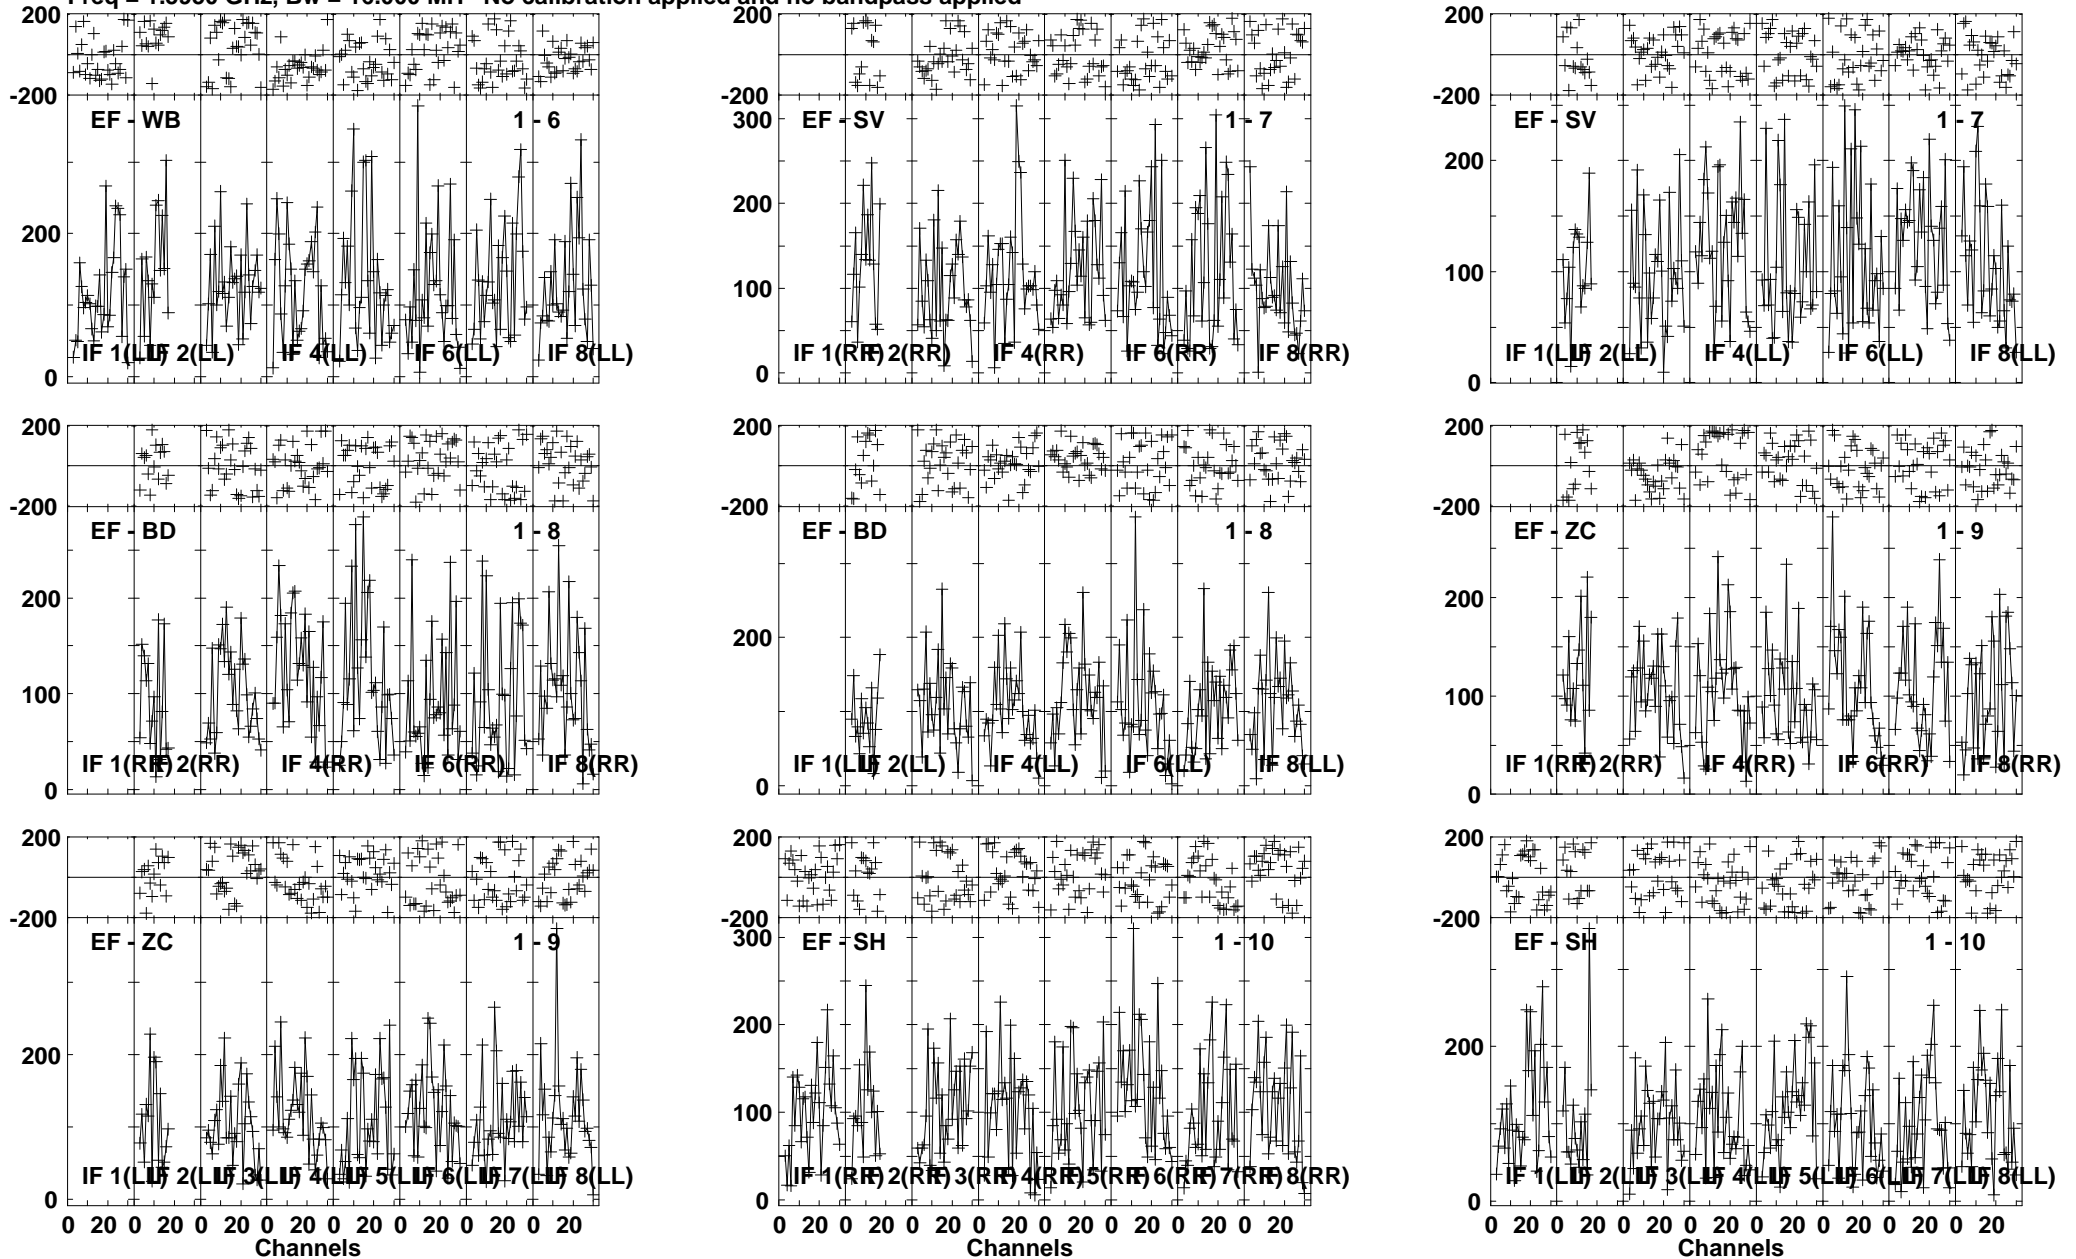 No calibration applied and no bandpass applied
200
-200
EF - WB 1 - 6
200
0
IF 1(LL) IF 2(LL) IF 4(LL) IF 6(LL) IF 8(LL)
200
-200
EF - SV 1 - 7
300
200
100
0
IF 1(RR) IF 2(RR) IF 4(RR) IF 6(RR) IF 8(RR)
200
-200
EF - SV 1 - 7
200
100
0
IF 1(LL) IF 2(LL) IF 4(LL) IF 6(LL) IF 8(LL)
200
-200
EF - BD 1 - 8
200
100
0
IF 1(RR) IF 2(RR) IF 4(RR) IF 6(RR) IF 8(RR)
200
-200
EF - BD 1 - 8
200
0
IF 1(LL) IF 2(LL) IF 4(LL) IF 6(LL) IF 8(LL)
200
-200
EF - ZC 1 - 9
200
100
0
IF 1(RR) IF 2(RR) IF 4(RR) IF 6(RR) IF 8(RR)
200
-200
EF - ZC 1 - 9
200
0
IF 1(LL) IF 2(LL) IF 3(LL) IF 4(LL) IF 5(LL) IF 6(LL) IF 7(LL) IF 8(LL)
0 20 0 20 0 20 0 20 0 20 0 20 0 20 0 20
Channels
200
-200
EF - SH 1 - 10
300
200
100
0
IF 1(RR) IF 2(RR) IF 3(RR) IF 4(RR) IF 5(RR) IF 6(RR) IF 7(RR) IF 8(RR)
0 20 0 20 0 20 0 20 0 20 0 20 0 20 0 20
Channels
200
-200
EF - SH 1 - 10
200
0
IF 1(LL) IF 2(LL) IF 3(LL) IF 4(LL) IF 5(LL) IF 6(LL) IF 7(LL) IF 8(LL)
0 20 0 20 0 20 0 20 0 20 0 20 0 20 0 20
Channels